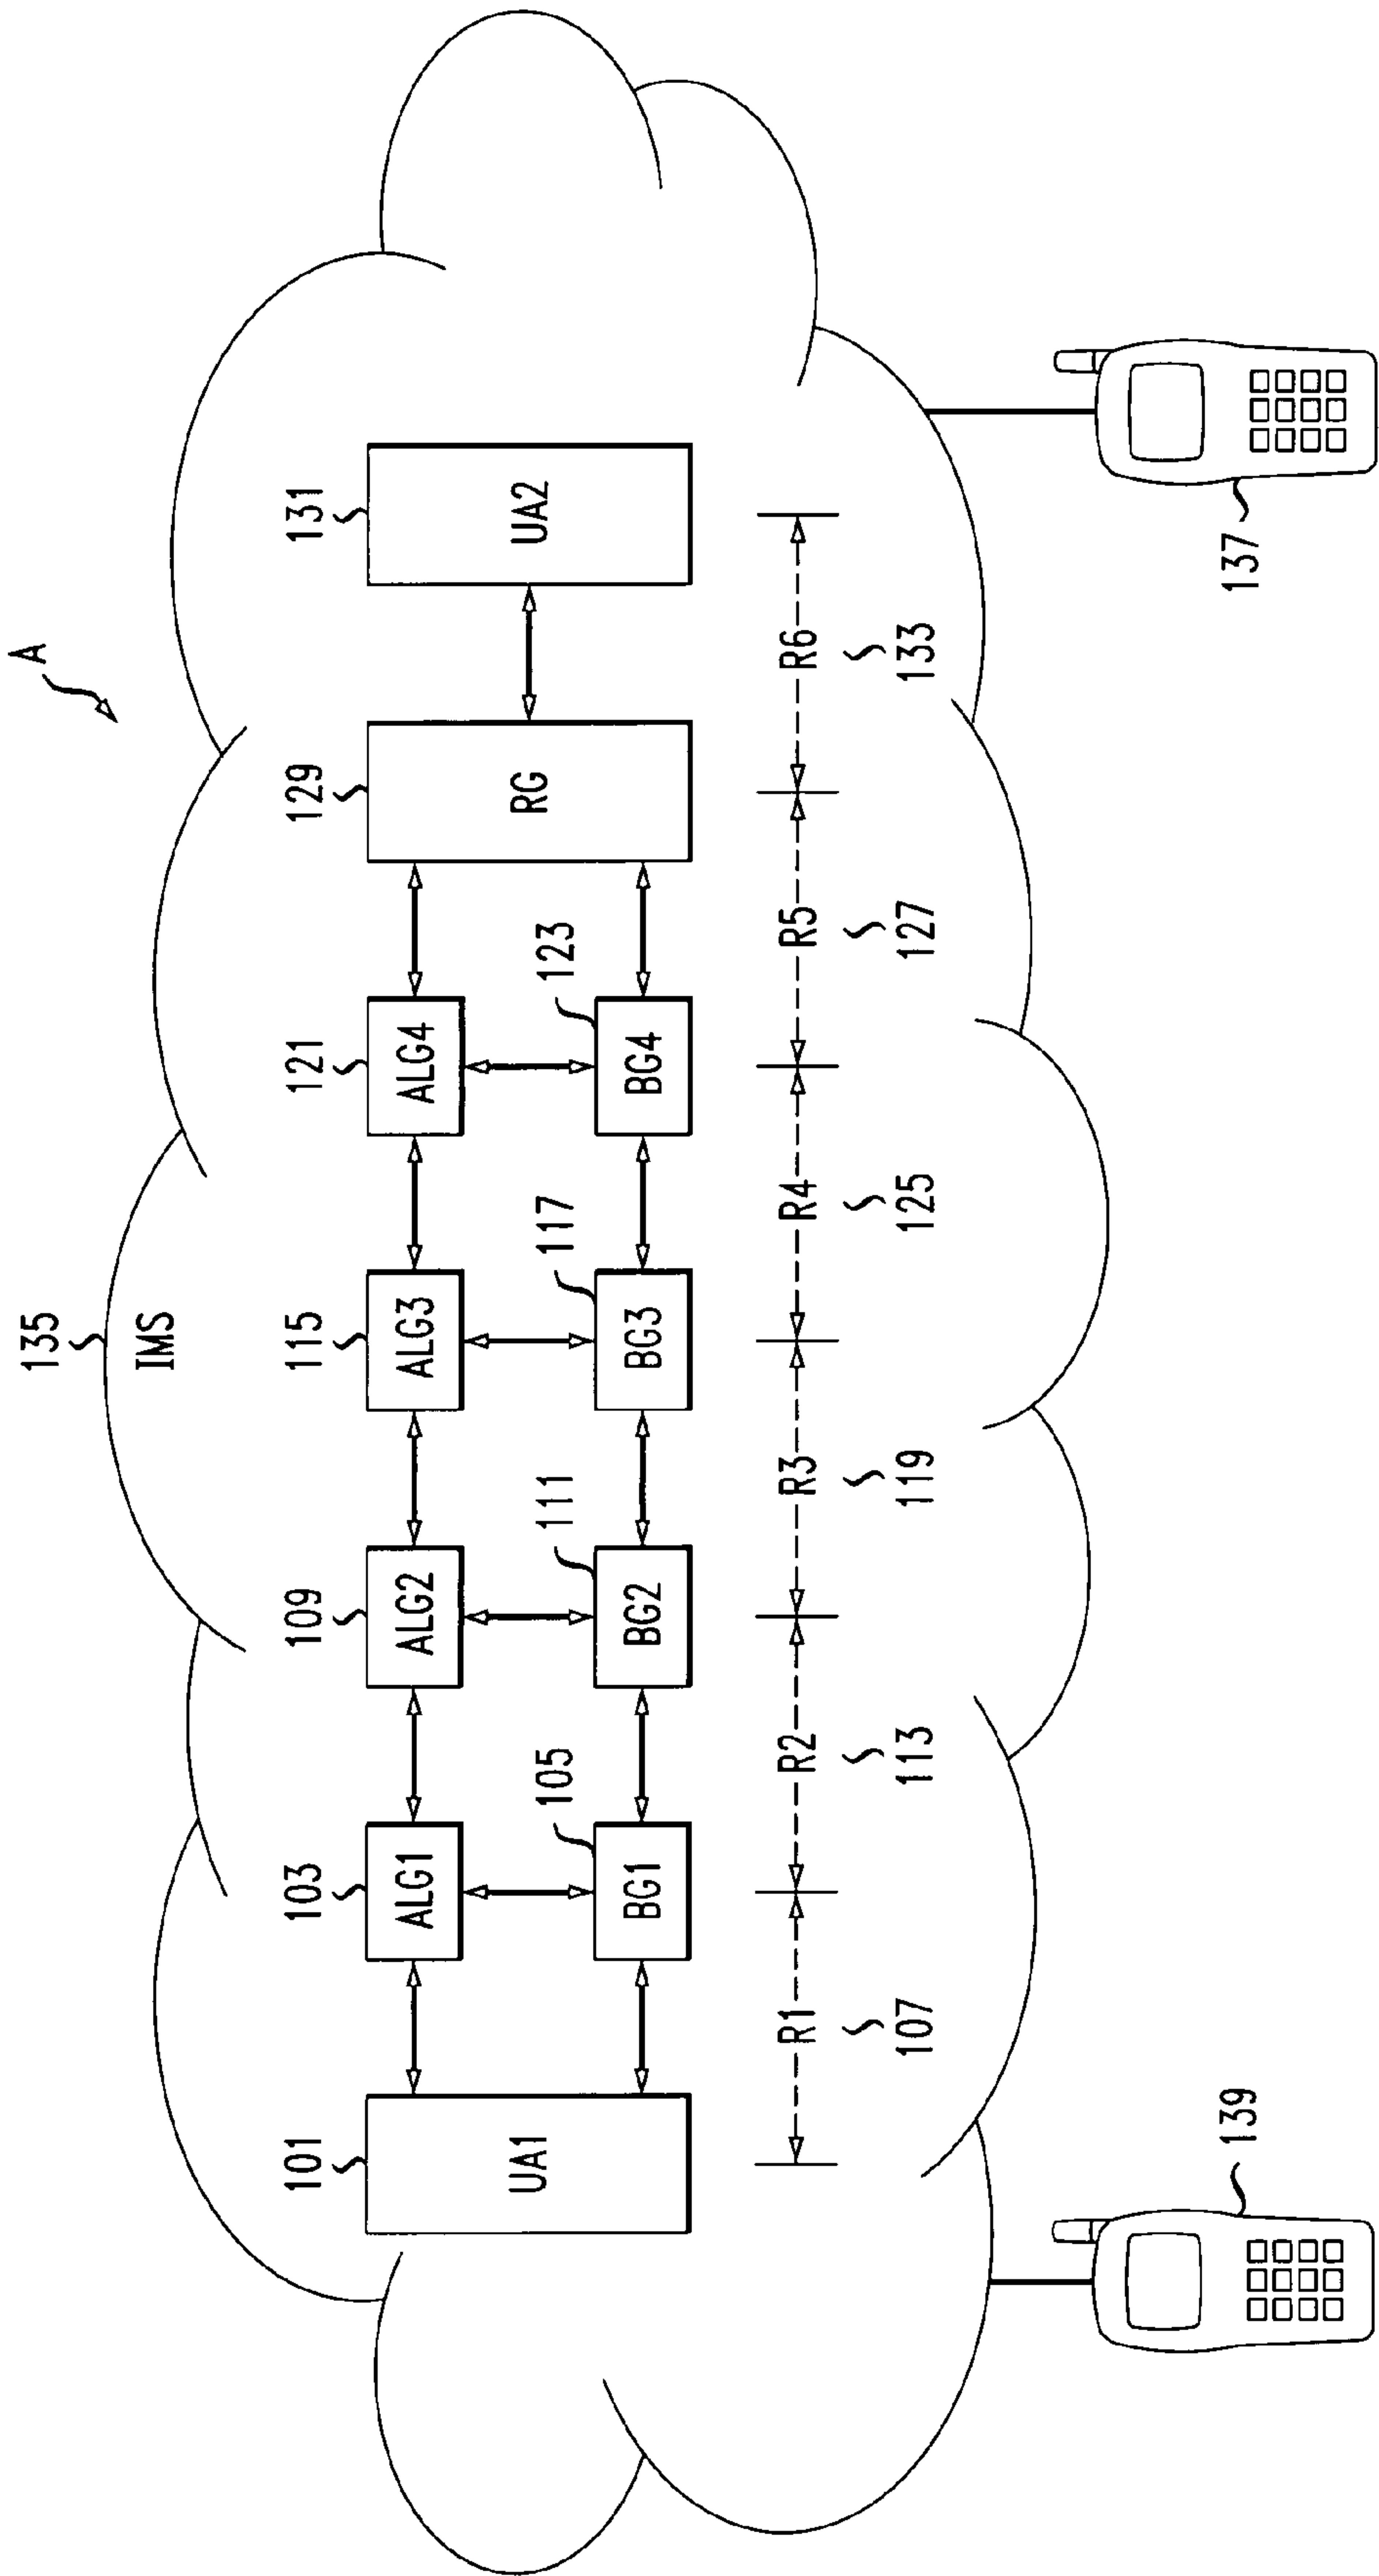 A
135
IMS
101
103
109
115
121
129
131
UA1
ALG1
ALG2
ALG3
ALG4
RG
UA2
105
111
117
123
BG1
BG2
BG3
BG4
R1
R2
R3
R4
R5
R6
107
113
119
125
127
133
139
137